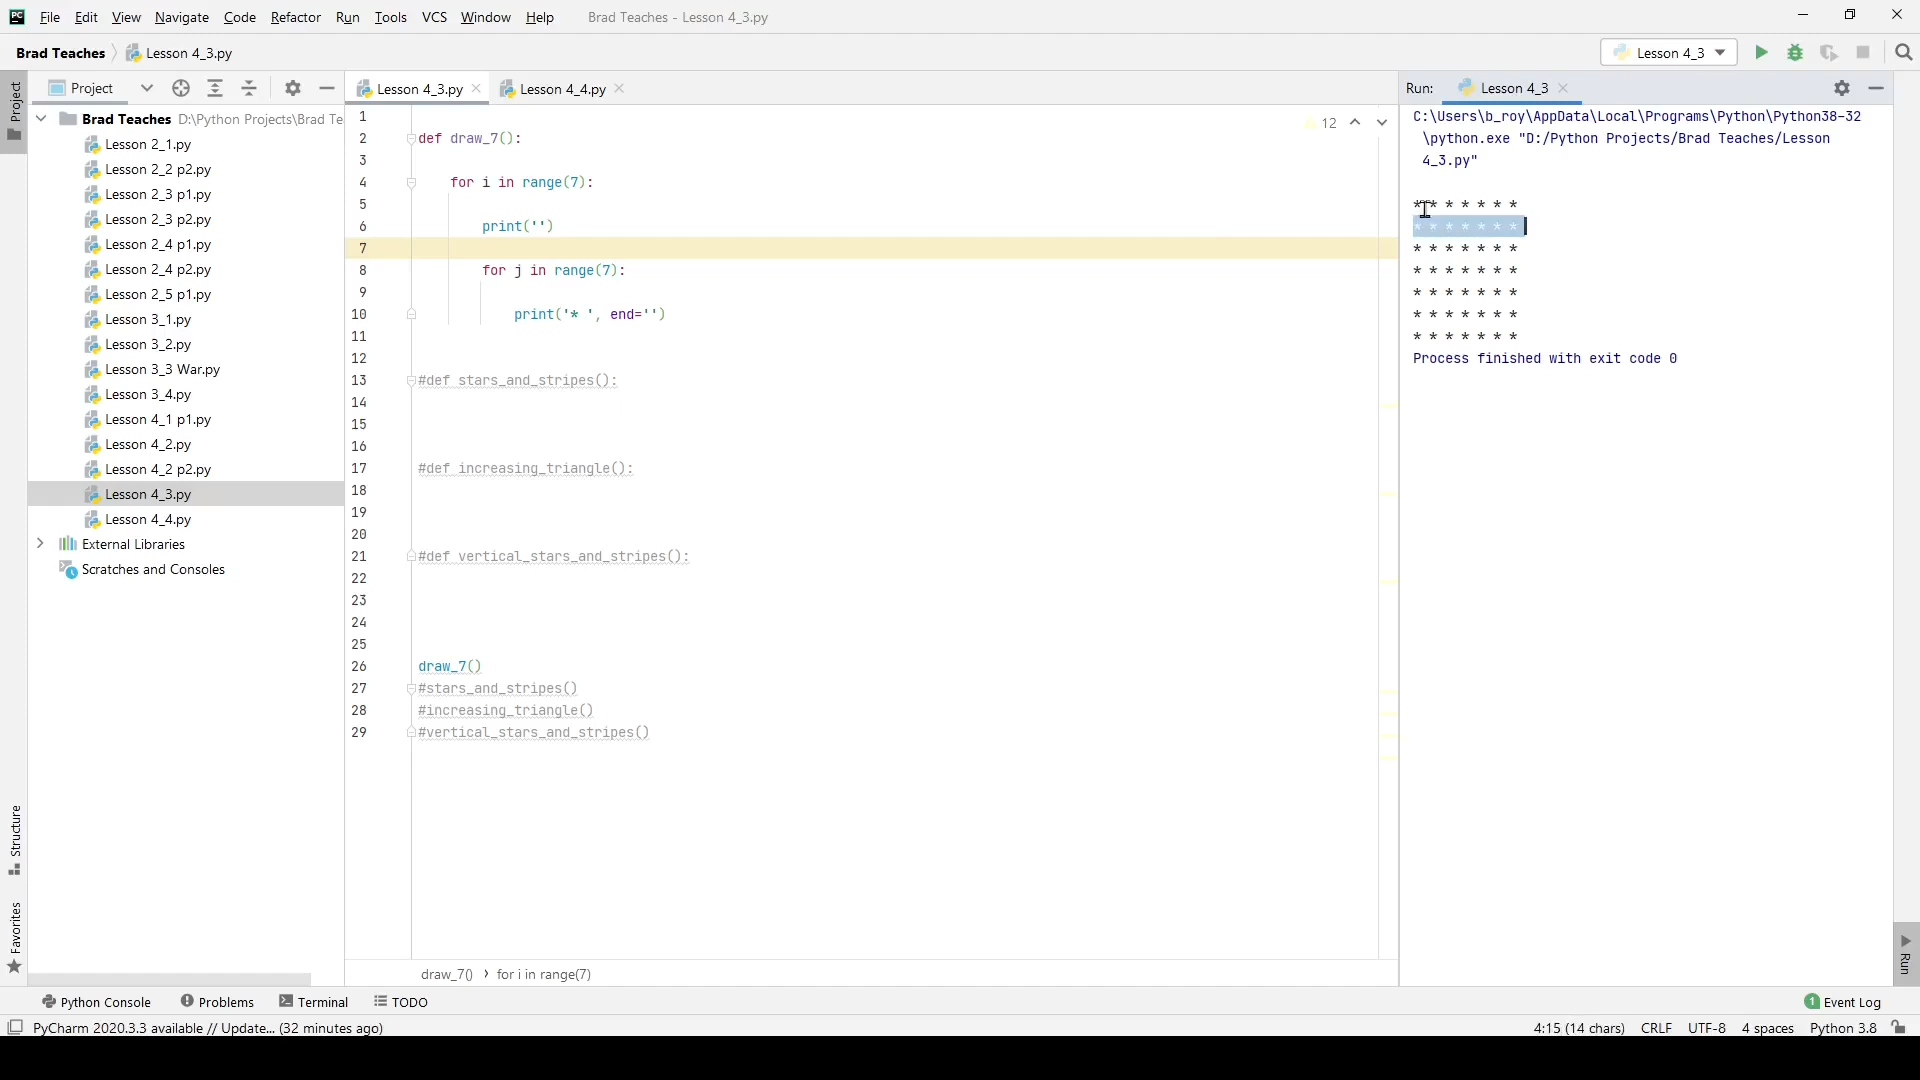 PC File Edit View Navigate Code Refactor Run Tools VCS Window Help Brad Teaches - Lesson 4_3.py
Brad Teaches Lesson 4_3.py Lesson 4_3
Project Lesson 4_3.py Lesson 4_4.py Run: Lesson 4_3
Project
Brad Teaches D:\Python Projects\Brad Te
Lesson 2_1.py
Lesson 2_2 p2.py
Lesson 2_3 p1.py
Lesson 2_3 p2.py
Lesson 2_4 p1.py
Lesson 2_4 p2.py
Lesson 2_5 p1.py
Lesson 3_1.py
Lesson 3_2.py
Lesson 3_3 War.py
Lesson 3_4.py
Lesson 4_1 p1.py
Lesson 4_2.py
Lesson 4_2 p2.py
Lesson 4_3.py
Lesson 4_4.py
External Libraries
Scratches and Consoles
Structure
Favorites
12
1
2 def draw_7():
3
4 for i in range(7):
5
6 print('')
7
8 for j in range(7):
9
10 print('* ', end='')
11
12
13 #def stars_and_stripes():
14
15
16
17 #def increasing_triangle():
18
19
20
21 #def vertical_stars_and_stripes():
22
23
24
25
26 draw_7()
27 #stars_and_stripes()
28 #increasing_triangle()
29 #vertical_stars_and_stripes()
draw_7() › for i in range(7)
C:\Users\b_roy\AppData\Local\Programs\Python\Python38-32
\python.exe "D:/Python Projects/Brad Teaches/Lesson
4_3.py"
* * * * * * *
* * * * * * *
* * * * * * *
* * * * * * *
* * * * * * *
* * * * * * *
* * * * * * *
Process finished with exit code 0
Run
Python Console Problems Terminal TODO 1 Event Log
PyCharm 2020.3.3 available // Update... (32 minutes ago) 4:15 (14 chars) CRLF UTF-8 4 spaces Python 3.8